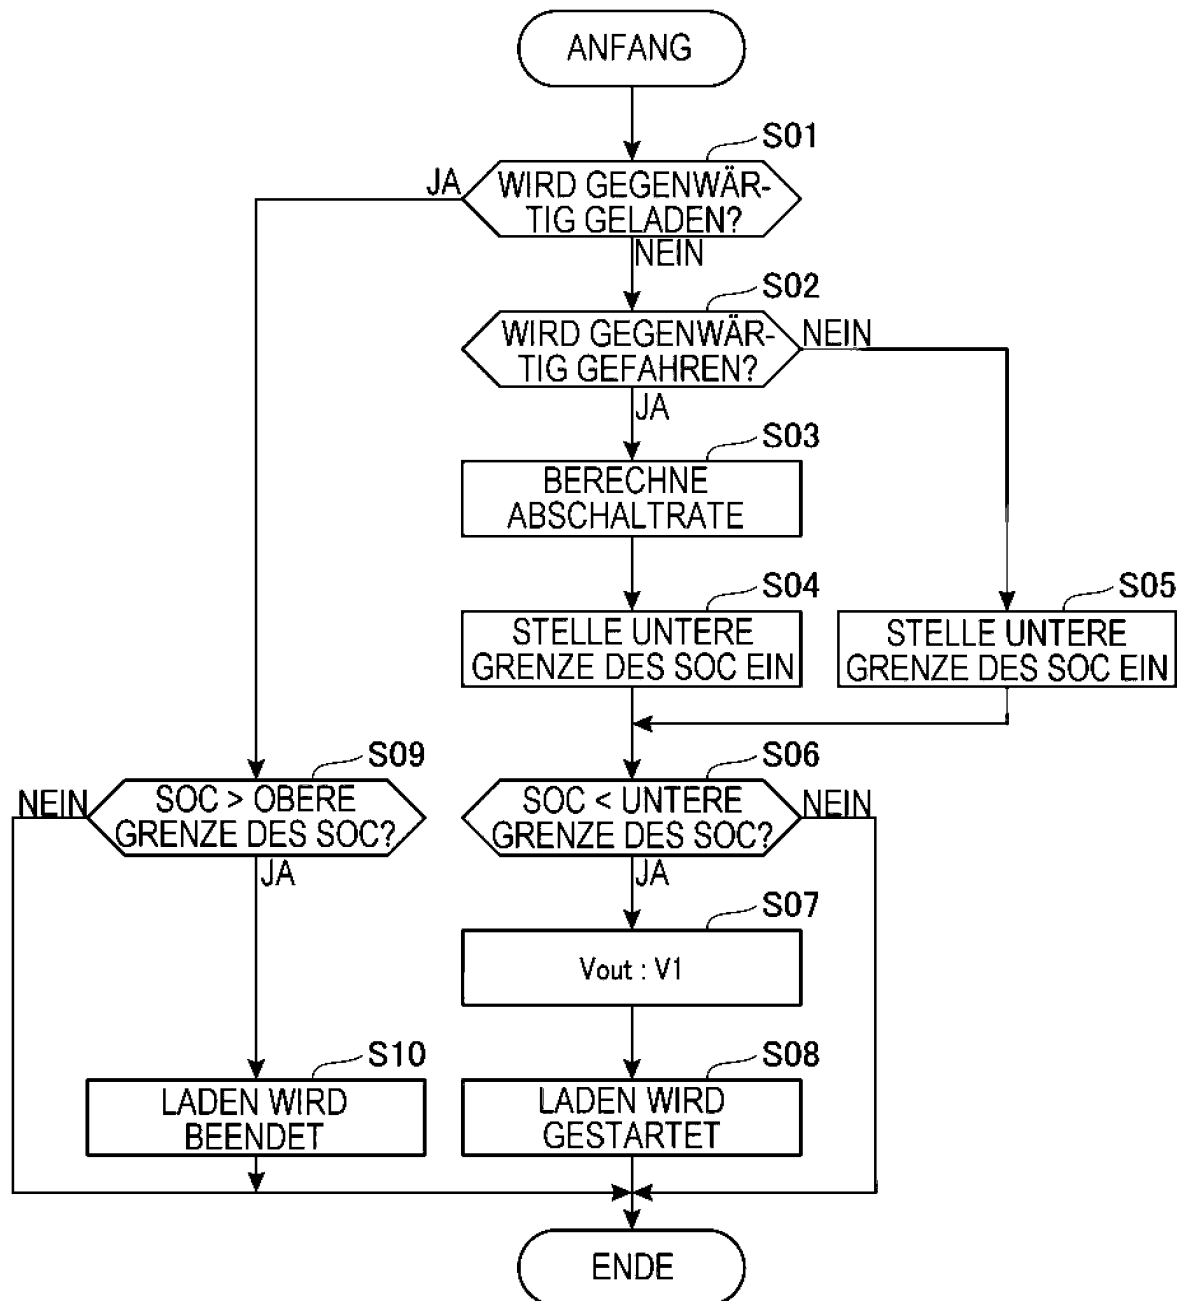 ANFANG
S01
JA
WIRD GEGENWÄR-
TIG GELADEN?
NEIN
S02
WIRD GEGENWÄR-
TIG GEFAHREN?
NEIN
JA
S03
BERECHNE
ABSCHALTRATE
S04
STELLE UNTERE
GRENZE DES SOC EIN
S05
STELLE UNTERE
GRENZE DES SOC EIN
S09
NEIN
SOC > OBERE
GRENZE DES SOC?
JA
S06
SOC < UNTERE
GRENZE DES SOC?
NEIN
JA
S07
Vout : V1
S10
LADEN WIRD
BEENDET
S08
LADEN WIRD
GESTARTET
ENDE